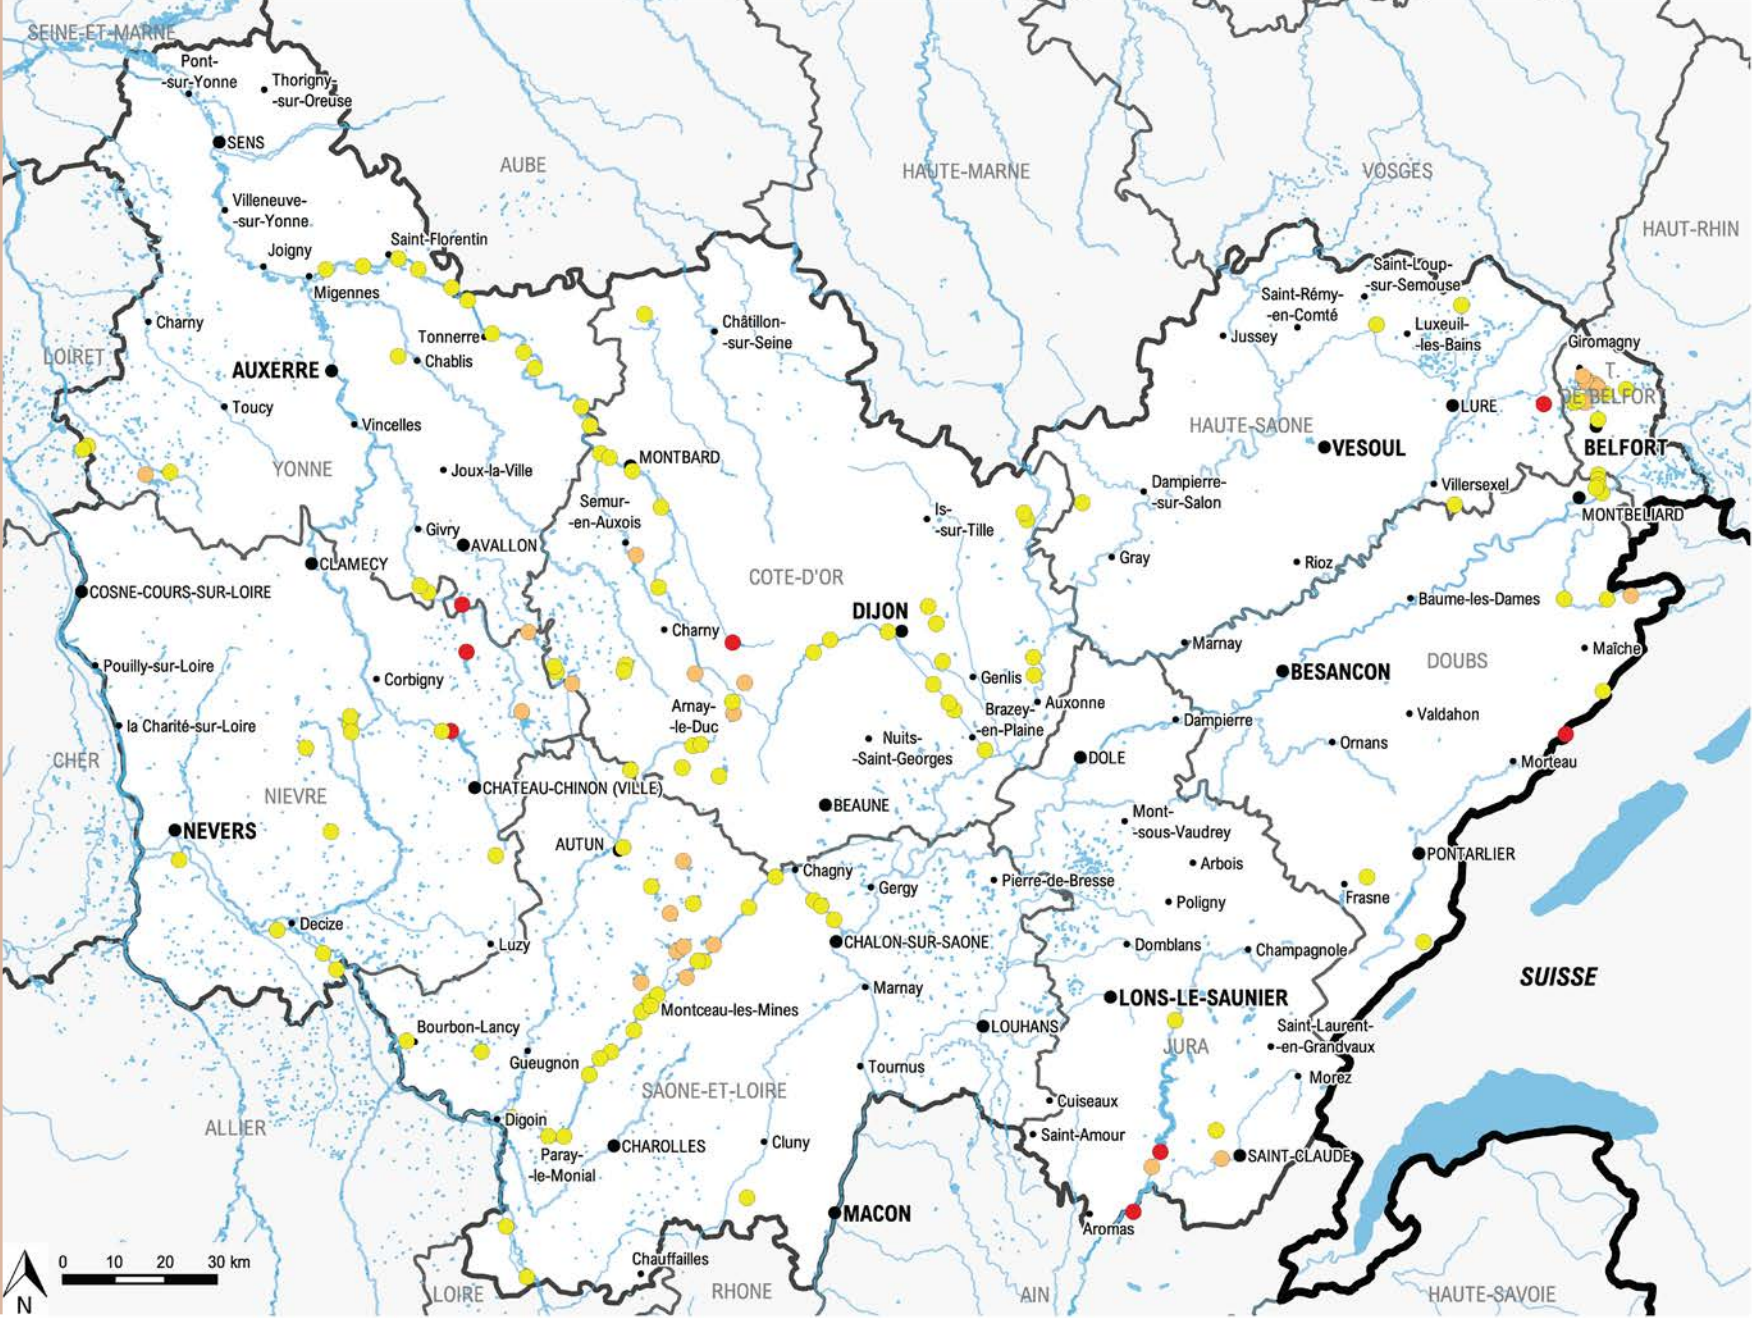 SEINE-ET-MARNE
Pont-
-sur-Yonne
Thorigny-
-sur-Oreuse
SENS
AUBE
HAUTE-MARNE
VOSGES
HAUT-RHIN
Villeneuve-
-sur-Yonne
Joigny
Saint-Florentin
Migennes
Charny
Tonnerre
Chablis
LOIRET
AUXERRE
Toucy
Vincelles
YONNE
Joux-la-Ville
Châtillon-
-sur-Seine
Saint-Loup-
-sur-Semouse
Saint-Rémy-
-en-Comté
Jussey
Luxeuil-
-les-Bains
Giromagny
T.
DE BELFORT
LURE
HAUTE-SAONE
VESOUL
BELFORT
MONTBARD
Semur-
-en-Auxois
Is-
-sur-Tille
Dampierre-
-sur-Salon
Villersexel
MONTBELIARD
Givry
AVALLON
CLAMECY
COSNE-COURS-SUR-LOIRE
COTE-D'OR
Gray
Rioz
Baume-les-Dames
DIJON
Charny
Marnay
Maîche
Pouilly-sur-Loire
Corbigny
Genlis
BESANCON
DOUBS
la Charité-sur-Loire
Arnay-
-le-Duc
Brazey-
-en-Plaine
Auxonne
Dampierre
Valdahon
Nuits-
-Saint-Georges
Ornans
CHER
DOLE
Morteau
NIEVRE
CHATEAU-CHINON (VILLE)
BEAUNE
NEVERS
AUTUN
Mont-
-sous-Vaudrey
Arbois
PONTARLIER
Chagny
Gergy
Pierre-de-Bresse
Poligny
Frasne
Decize
Luzy
CHALON-SUR-SAONE
Domblans
Champagnole
SUISSE
Marnay
LONS-LE-SAUNIER
Montceau-les-Mines
Bourbon-Lancy
LOUHANS
Saint-Laurent-
-en-Grandvaux
JURA
Gueugnon
Tournus
Morez
SAONE-ET-LOIRE
Cuiseaux
ALLIER
Digoin
Saint-Amour
CHAROLLES
Cluny
SAINT-CLAUDE
Paray-
-le-Monial
MACON
Aromas
Chauffailles
0 10 20 30 km
N
LOIRE
RHONE
AIN
HAUTE-SAVOIE